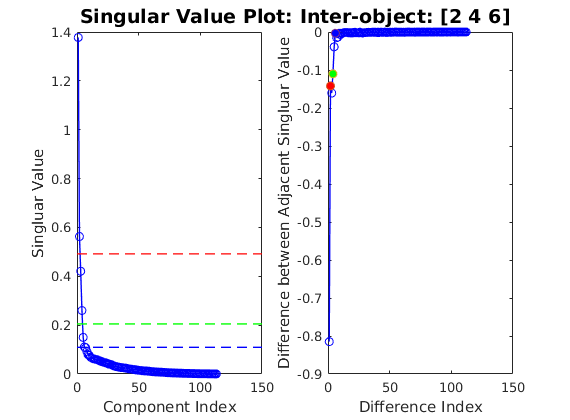 Singular Value Plot: Inter-object: [2 4 6]
Singluar Value
1.4
1.2
1
0.8
0.6
0.4
0.2
0
0 50 100 150
Component Index
Difference between Adjacent Singluar Value
0
-0.1
-0.2
-0.3
-0.4
-0.5
-0.6
-0.7
-0.8
-0.9
0 50 100 150
Difference Index